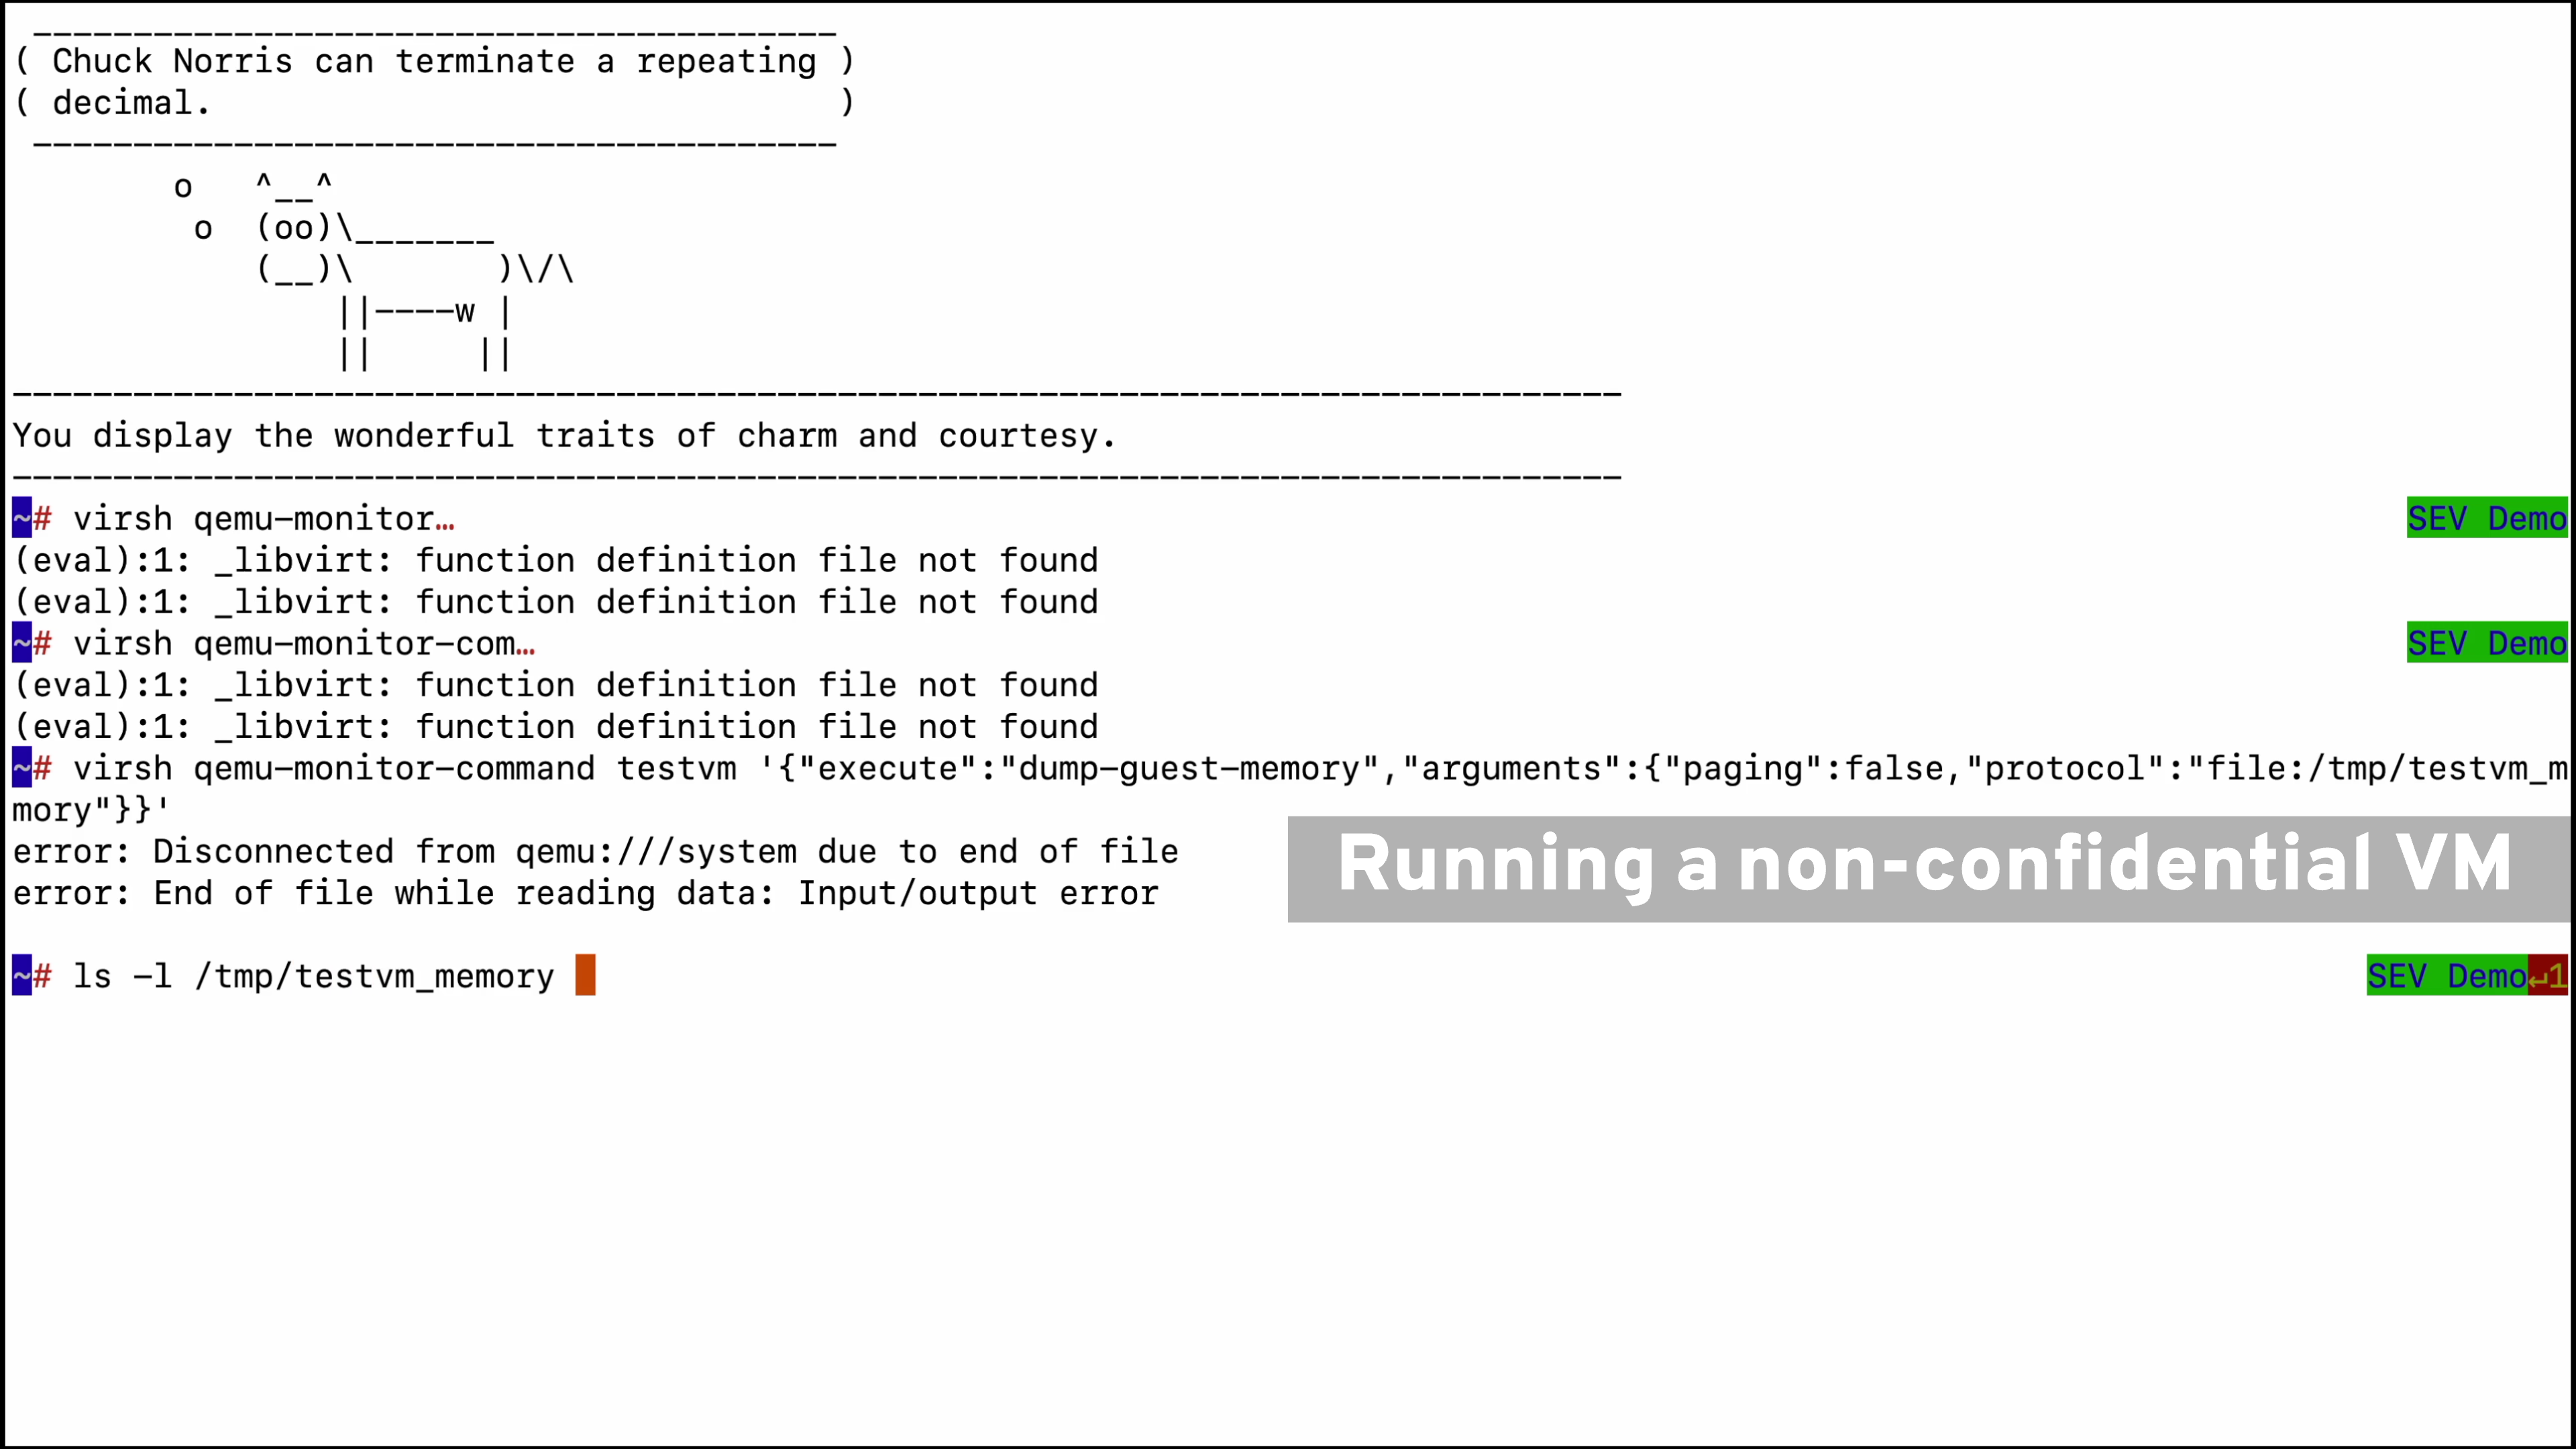 ________________________________________
( Chuck Norris can terminate a repeating )
( decimal.                               )
 ----------------------------------------
        o   ^__^
         o  (oo)\_______
            (__)\       )\/\
                ||----w |
                ||     ||
--------------------------------------------------------------------------------
You display the wonderful traits of charm and courtesy.
--------------------------------------------------------------------------------
~# virsh qemu-monitor… SEV Demo
(eval):1: _libvirt: function definition file not found
(eval):1: _libvirt: function definition file not found
~# virsh qemu-monitor-com… SEV Demo
(eval):1: _libvirt: function definition file not found
(eval):1: _libvirt: function definition file not found
~# virsh qemu-monitor-command testvm '{"execute":"dump-guest-memory","arguments":{"paging":false,"protocol":"file:/tmp/testvm_m
mory"}}'
error: Disconnected from qemu:///system due to end of file
error: End of file while reading data: Input/output error
Running a non-confidential VM
~# ls -l /tmp/testvm_memory SEV Demo↵1